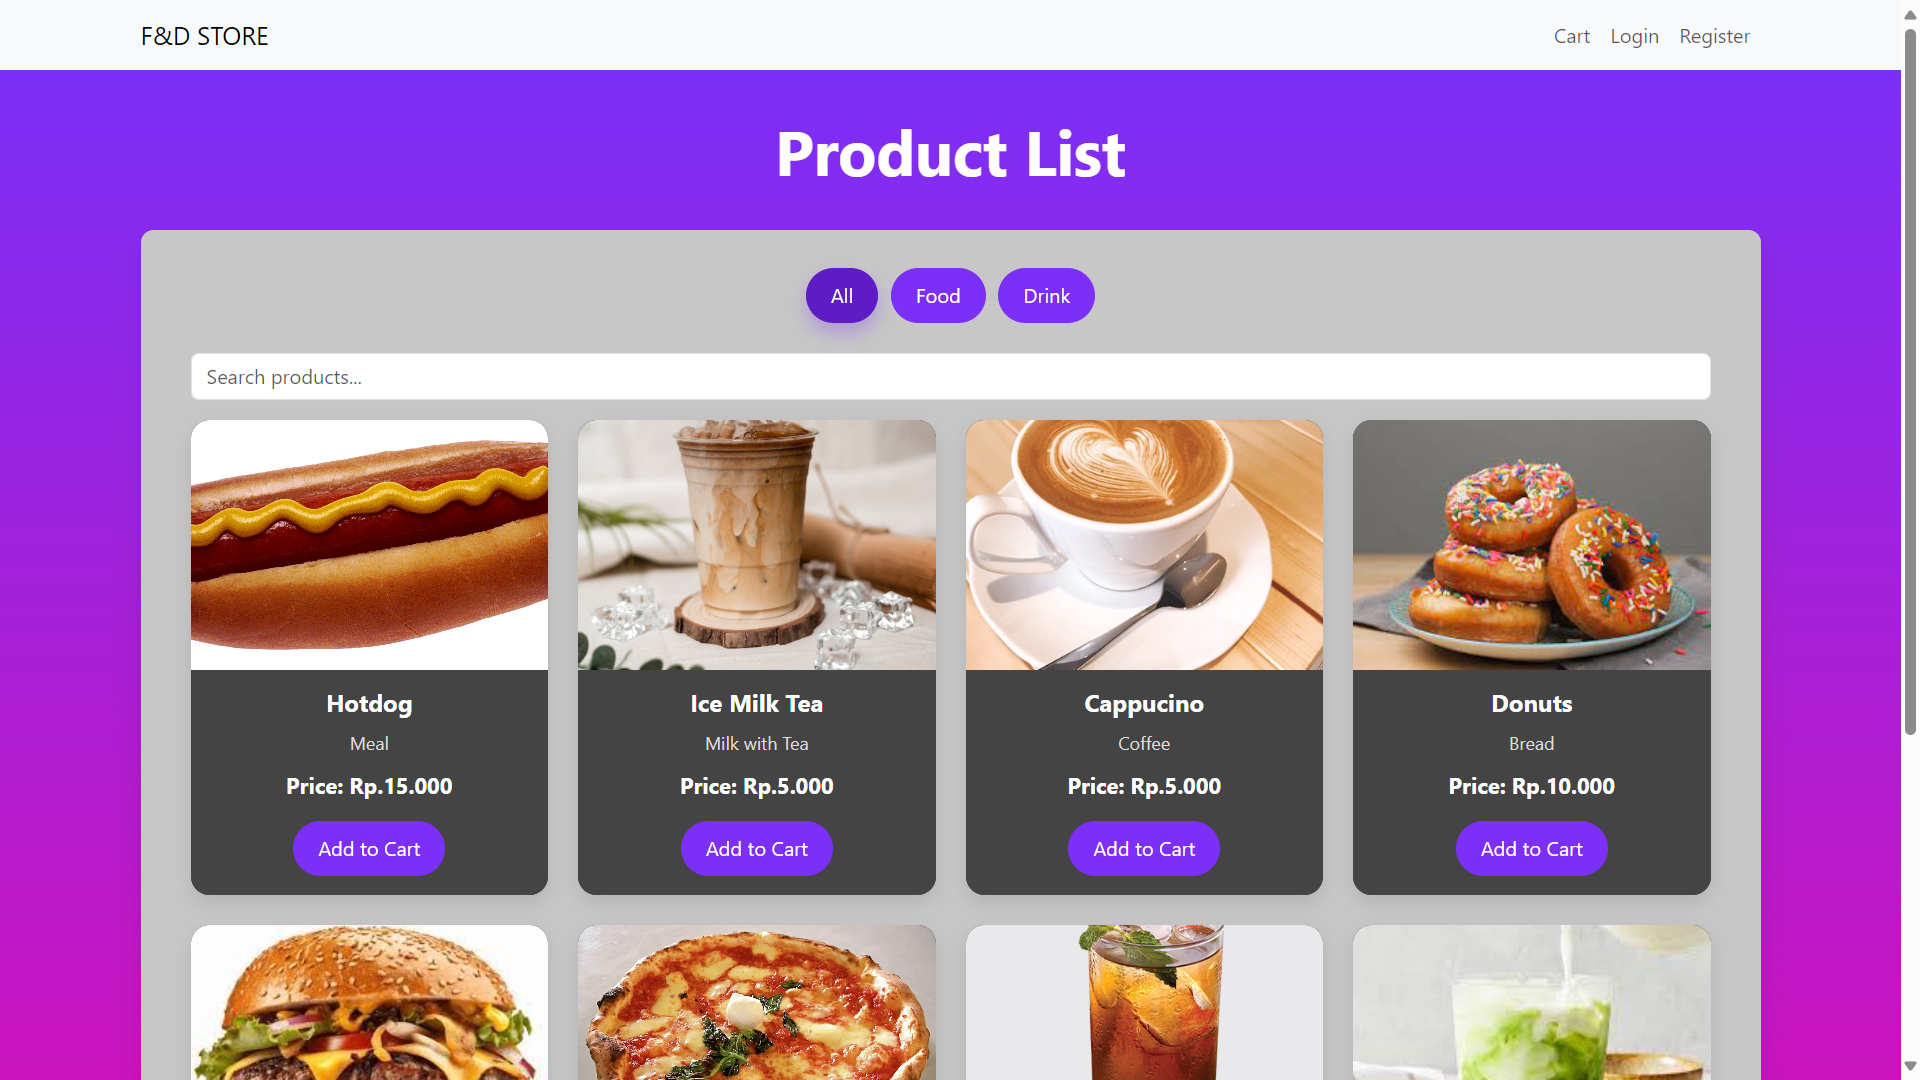 F&D STORE
Cart Login Register
Product List
All Food Drink
Search products...
Hotdog
Meal
Price: Rp.15.000
Add to Cart
Ice Milk Tea
Milk with Tea
Price: Rp.5.000
Add to Cart
Cappucino
Coffee
Price: Rp.5.000
Add to Cart
Donuts
Bread
Price: Rp.10.000
Add to Cart